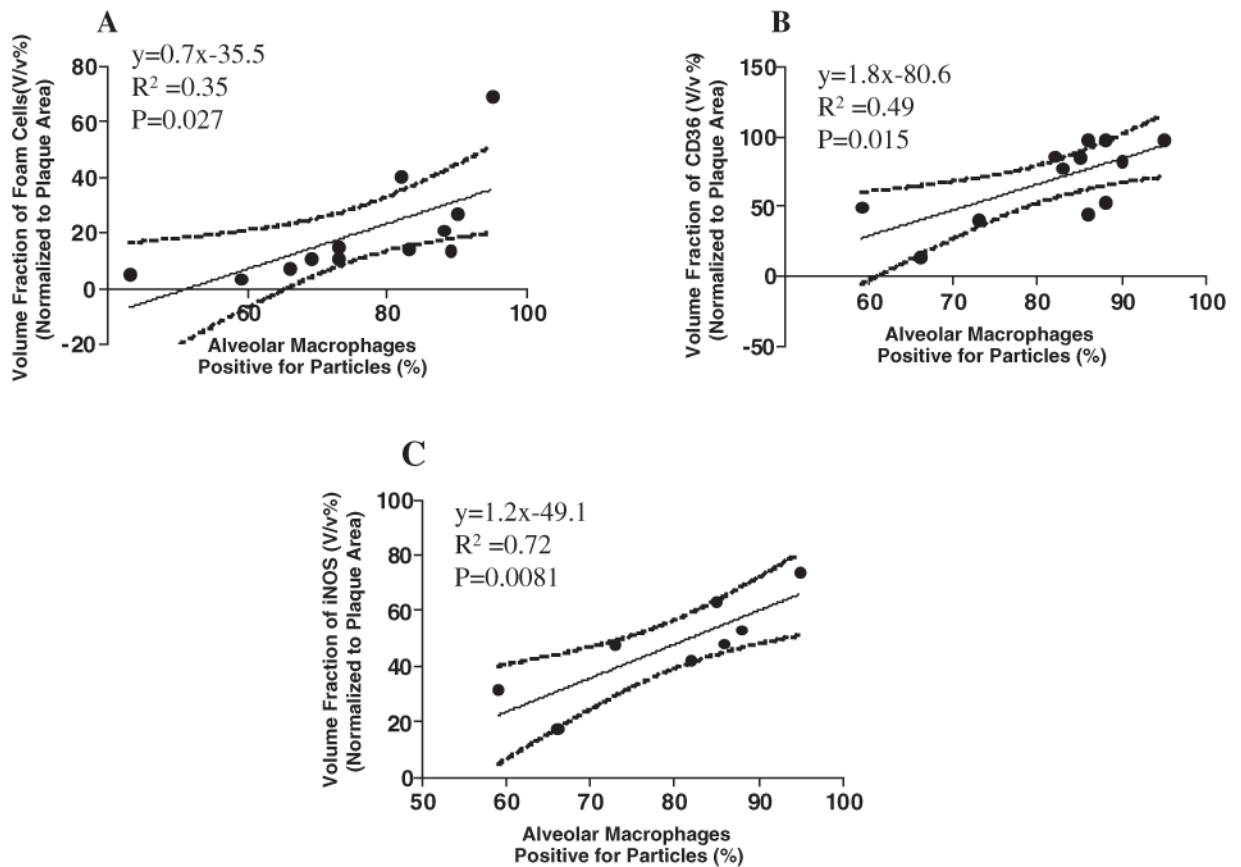 A
y=0.7x-35.5
R² =0.35
P=0.027
Volume Fraction of Foam Cells(V/v%)
(Normalized to Plaque Area)
80
60
40
20
0
-20
60
80
100
Alveolar Macrophages
Positive for Particles (%)
B
y=1.8x-80.6
R² =0.49
P=0.015
Volume Fraction of CD36 (V/v%)
(Normalized to Plaque Area)
150
100
50
0
-50
60
70
80
90
100
Alveolar Macrophages
Positive for Particles (%)
C
y=1.2x-49.1
R² =0.72
P=0.0081
Volume Fraction of iNOS (V/v%)
(Normalized to Plaque Area)
100
80
60
40
20
0
50
60
70
80
90
100
Alveolar Macrophages
Positive for Particles (%)